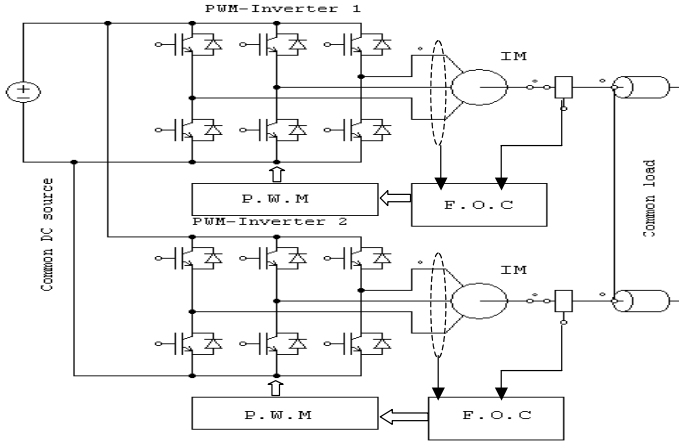 PWM-Inverter 1
IM
Common DC source
P.W.M
F.O.C
Common load
PWM-Inverter 2
IM
P.W.M
F.O.C